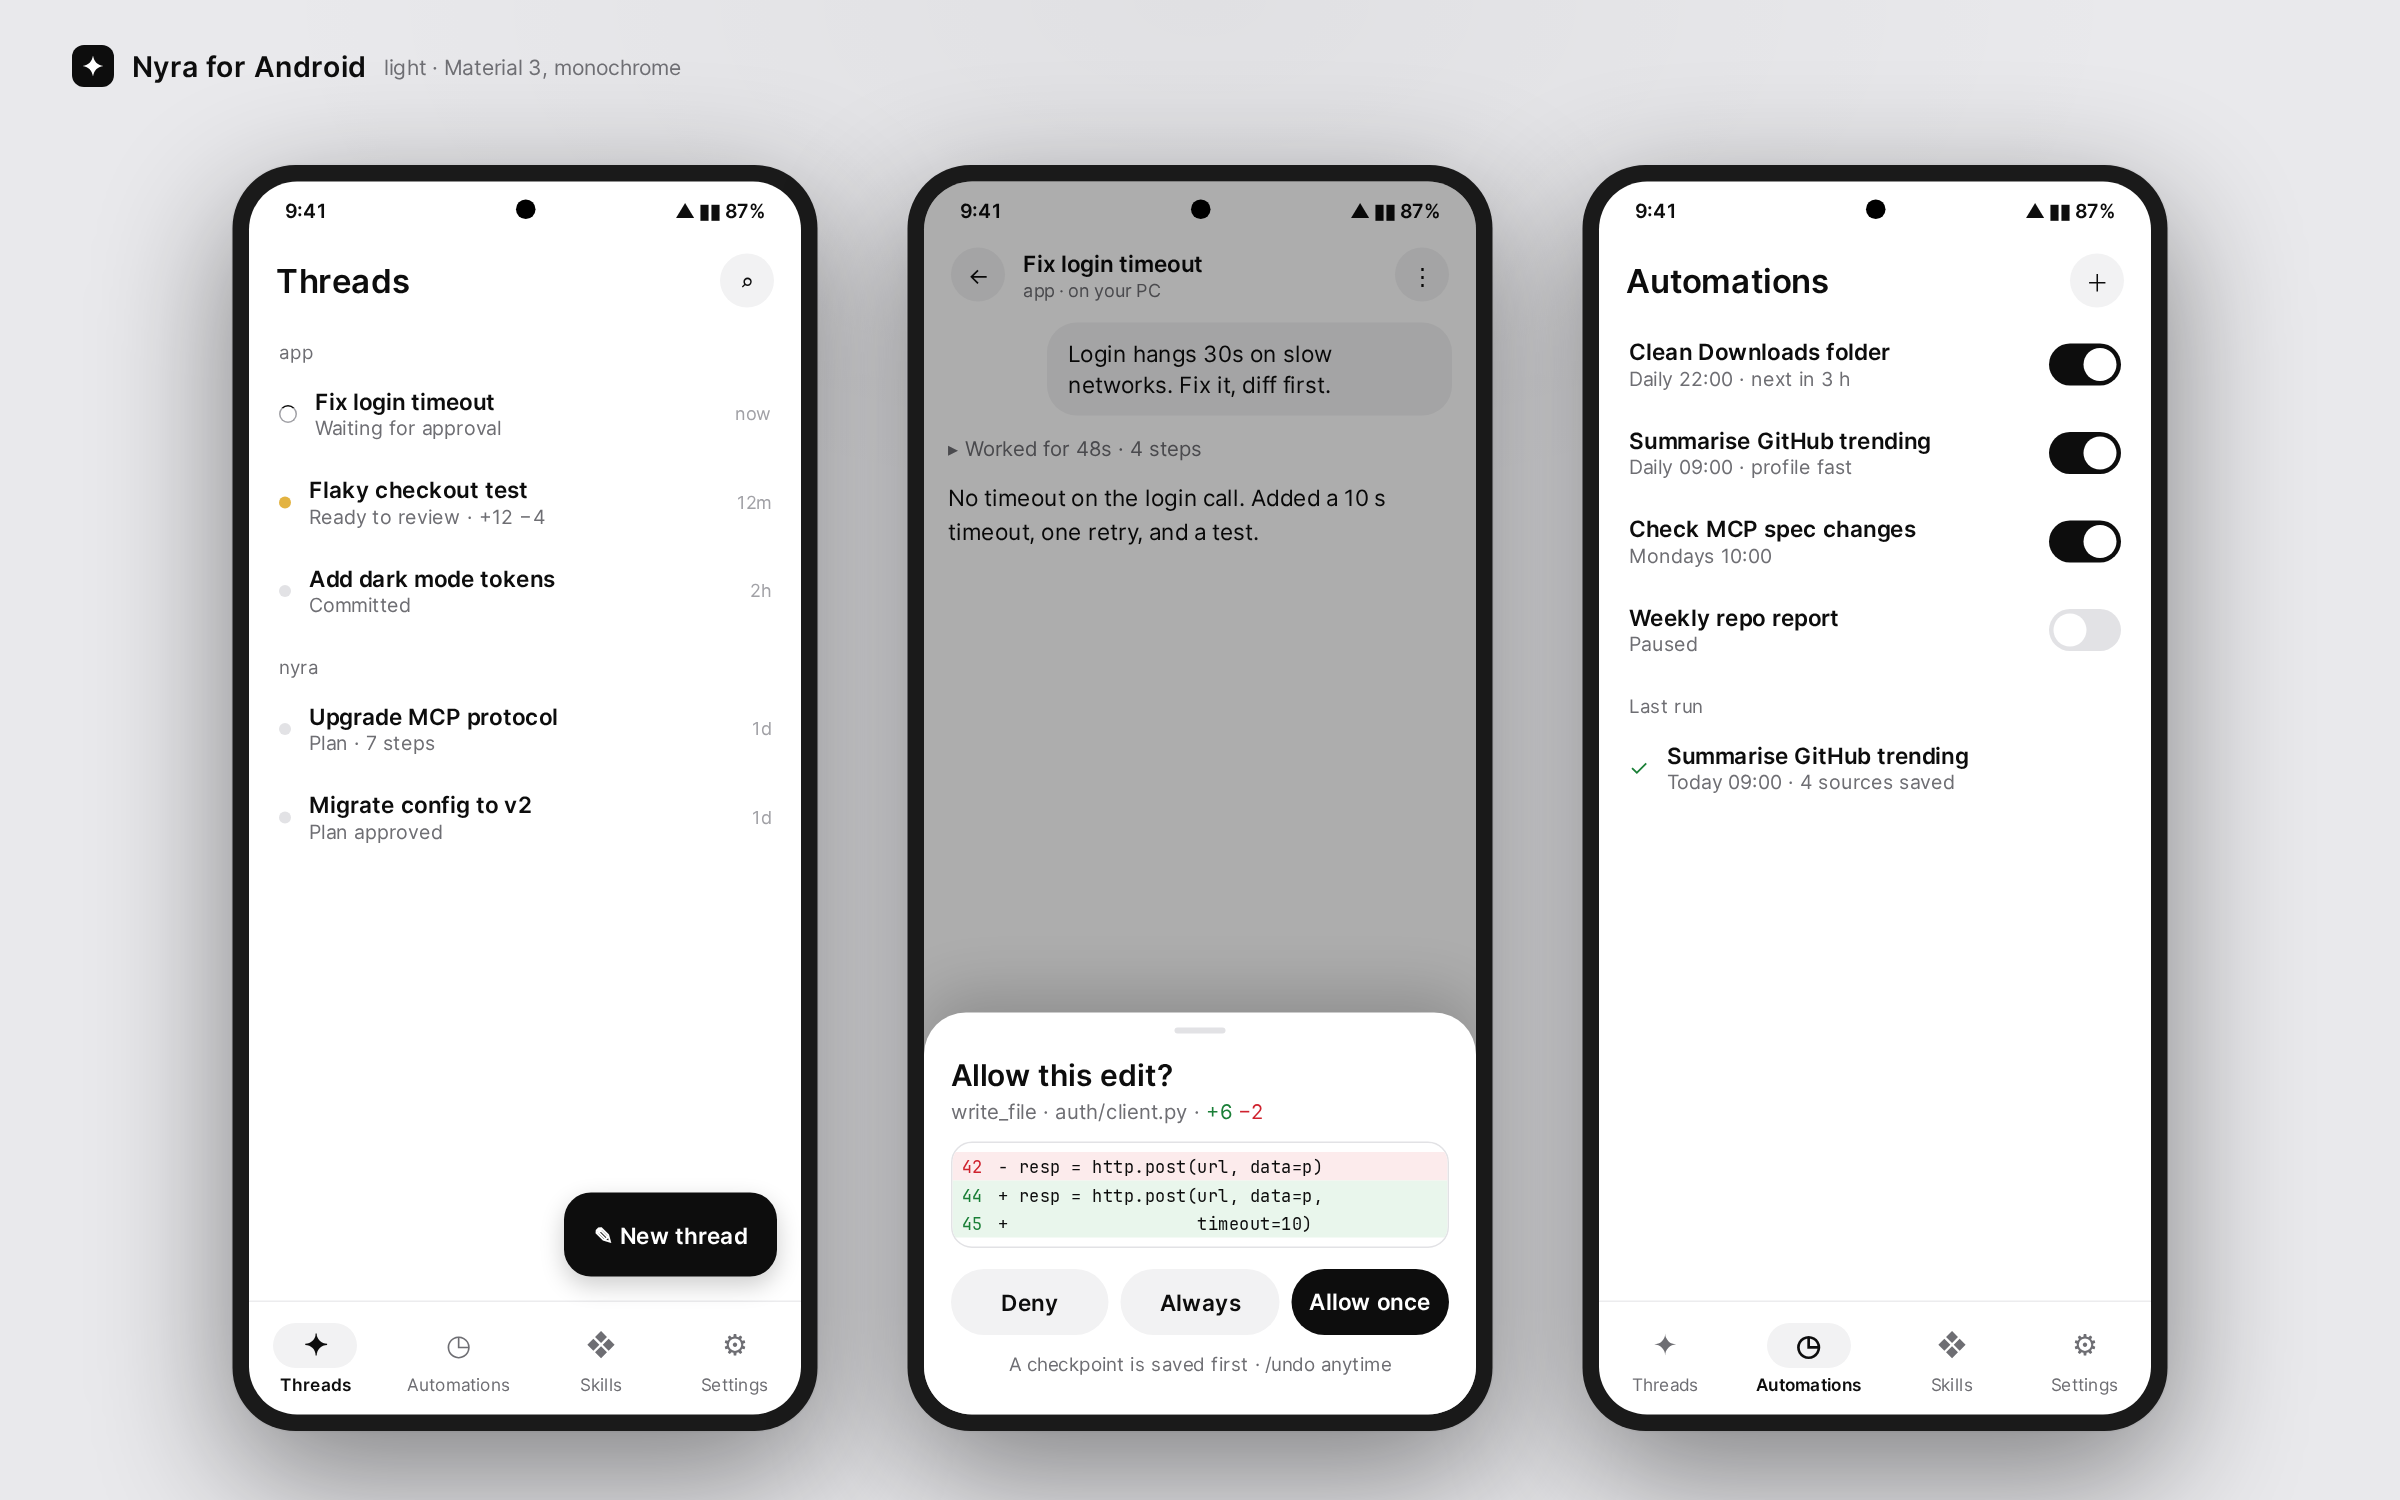 Nyra for Android light · Material 3, monochrome
9:41 87%
Threads
app
Fix login timeout
Waiting for approval
now
Flaky checkout test
Ready to review · +12 −4
12m
Add dark mode tokens
Committed
2h
nyra
Upgrade MCP protocol
Plan · 7 steps
1d
Migrate config to v2
Plan approved
1d
✎ New thread
Threads Automations Skills Settings
9:41 87%
Fix login timeout
app · on your PC
Login hangs 30s on slow
networks. Fix it, diff first.
▸ Worked for 48s · 4 steps
No timeout on the login call. Added a 10 s
timeout, one retry, and a test.
Allow this edit?
write_file · auth/client.py · +6 −2
42 - resp = http.post(url, data=p)
44 + resp = http.post(url, data=p,
45 + timeout=10)
Deny Always Allow once
A checkpoint is saved first · /undo anytime
9:41 87%
Automations
Clean Downloads folder
Daily 22:00 · next in 3 h
Summarise GitHub trending
Daily 09:00 · profile fast
Check MCP spec changes
Mondays 10:00
Weekly repo report
Paused
Last run
Summarise GitHub trending
Today 09:00 · 4 sources saved
Threads Automations Skills Settings